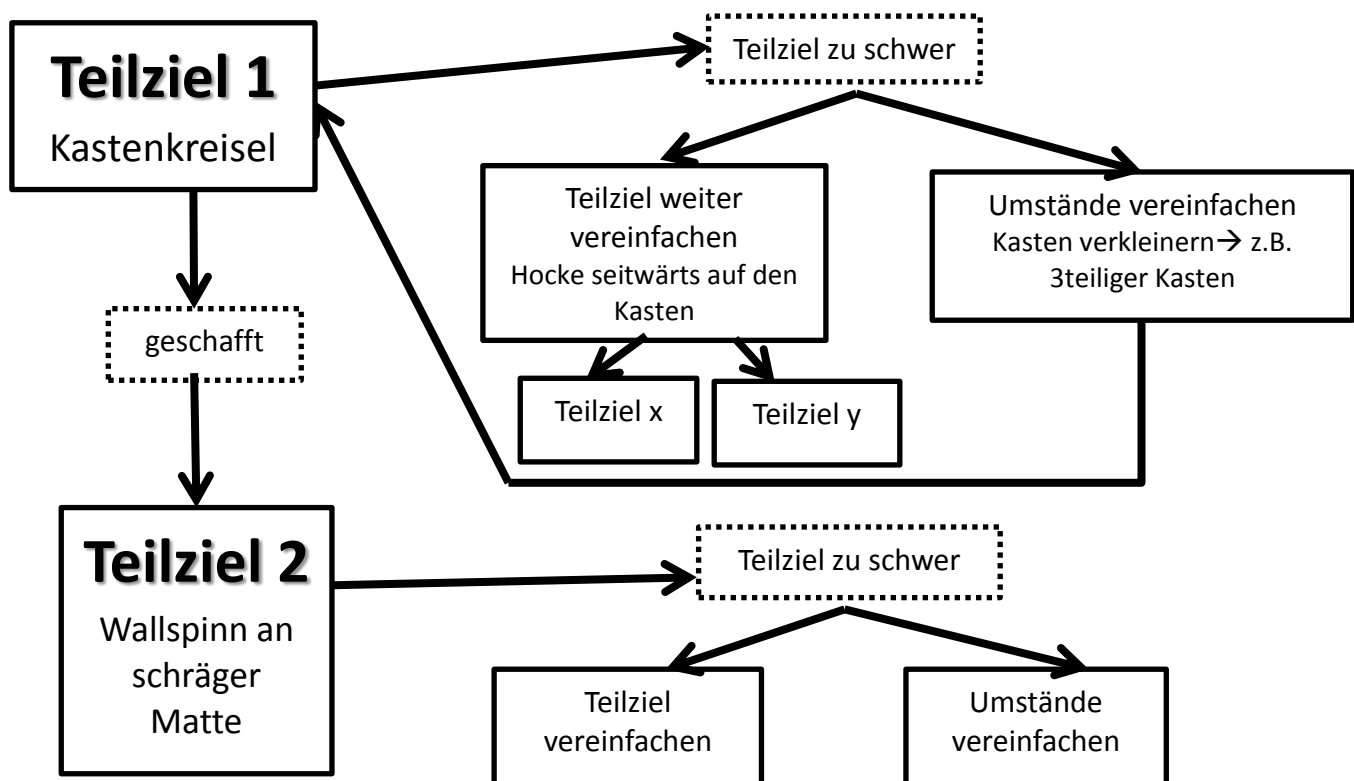 Teilziel 1
Kastenkreisel
Teilziel zu schwer
Teilziel weiter
vereinfachen
Hocke seitwärts auf den
Kasten
Umstände vereinfachen
Kasten verkleinern→ z.B.
3teiliger Kasten
geschafft
Teilziel x
Teilziel y
Teilziel 2
Wallspinn an
schräger
Matte
Teilziel zu schwer
Teilziel
vereinfachen
Umstände
vereinfachen